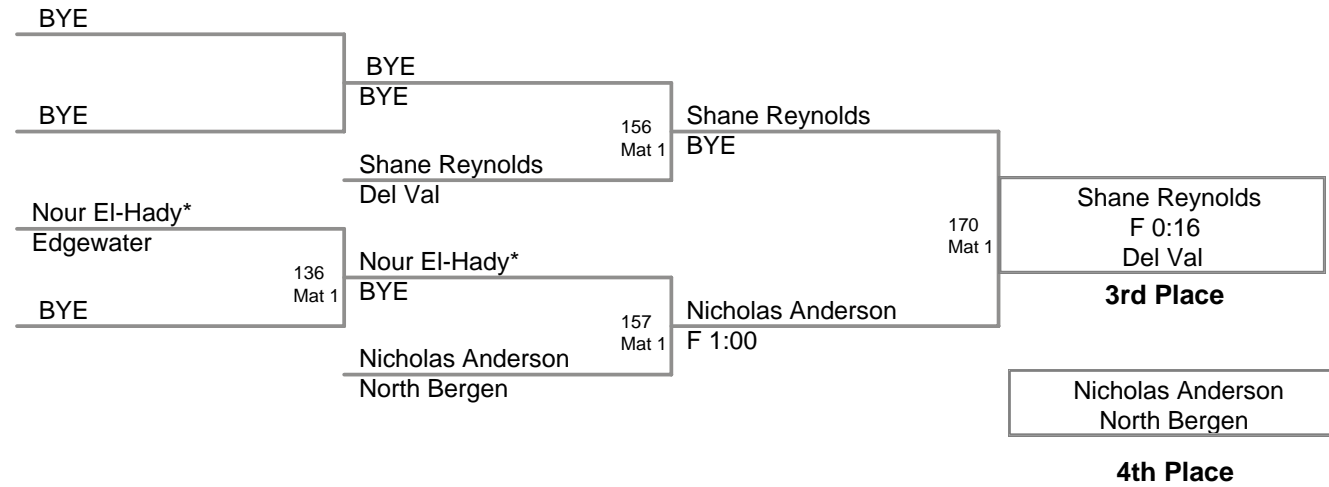 BYE
BYE
BYE
BYE
Shane Reynolds
156
Mat 1
BYE
Shane Reynolds
Del Val
Nour El-Hady*
Edgewater
Shane Reynolds
F 0:16
Del Val
170
Mat 1
Nour El-Hady*
136
Mat 1
BYE
3rd Place
BYE
Nicholas Anderson
157
Mat 1
F 1:00
Nicholas Anderson
North Bergen
Nicholas Anderson
North Bergen
4th Place